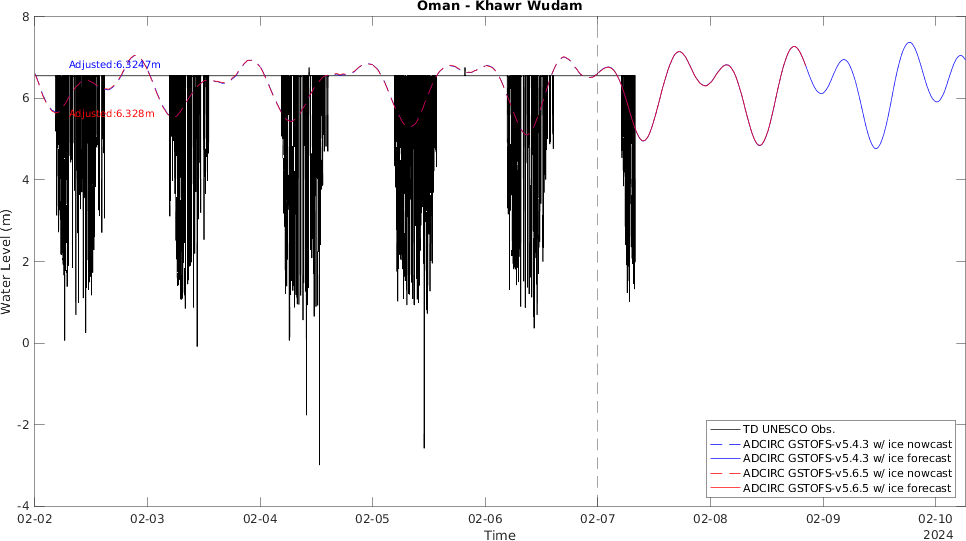 Oman - Khawr Wudam
8
6
4
2
0
-2
-4
Water Level (m)
Adjusted:6.3247m
Adjusted:6.328m
TD UNESCO Obs.
ADCIRC GSTOFS-v5.4.3 w/ ice nowcast
ADCIRC GSTOFS-v5.4.3 w/ ice forecast
ADCIRC GSTOFS-v5.6.5 w/ ice nowcast
ADCIRC GSTOFS-v5.6.5 w/ ice forecast
02-02 02-03 02-04 02-05 02-06 02-07 02-08 02-09 02-10
Time
2024